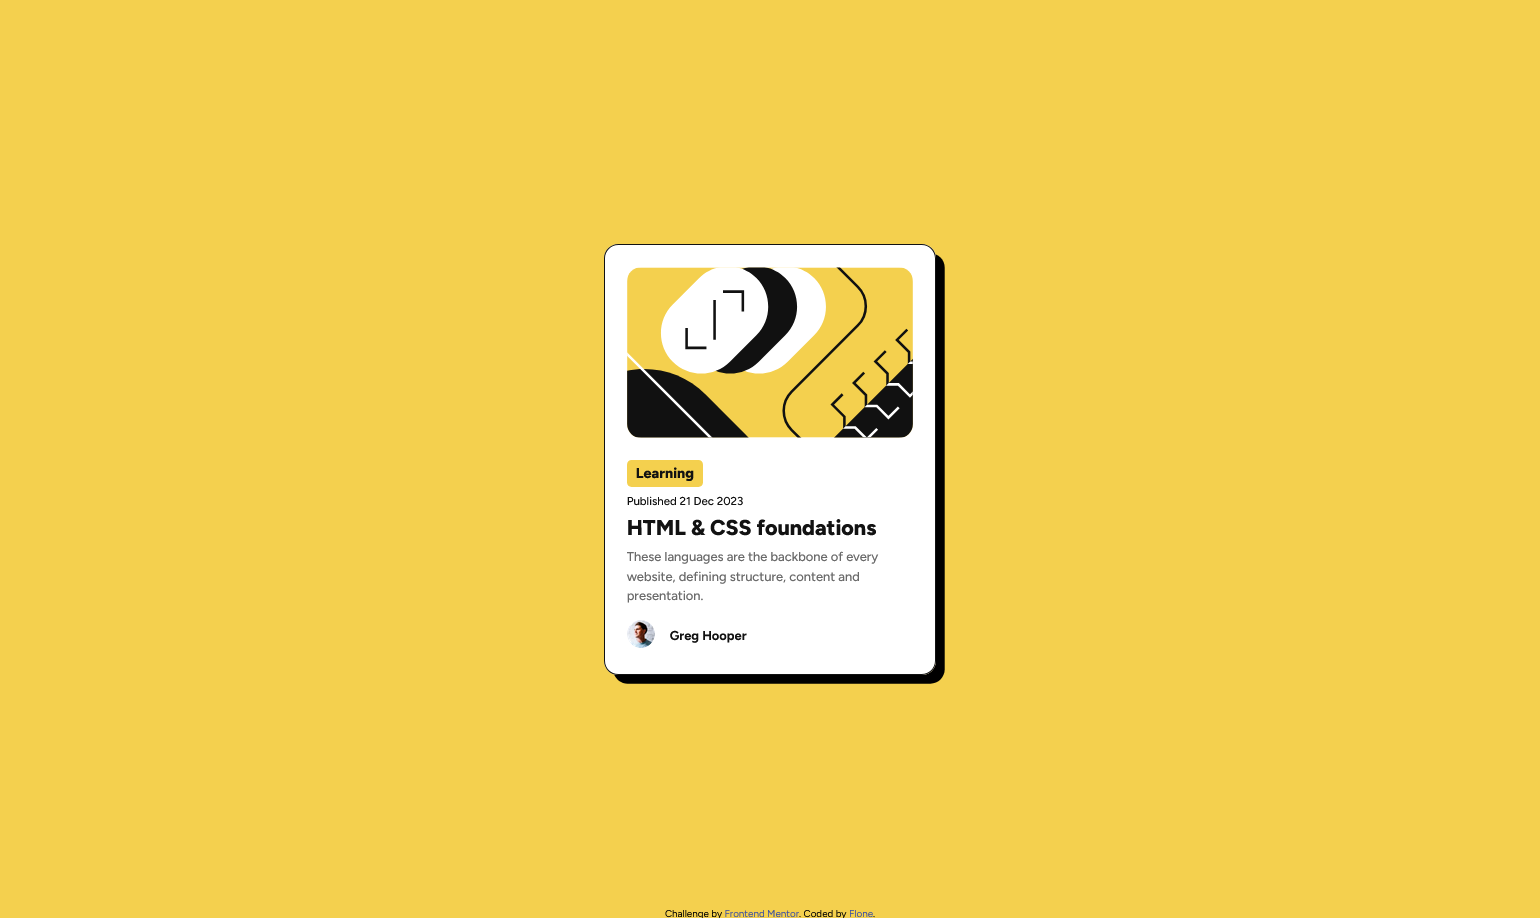 Learning
Published 21 Dec 2023
HTML & CSS foundations
These languages are the backbone of every
website, defining structure, content and
presentation.
Greg Hooper
Challenge by Frontend Mentor. Coded by Flone.